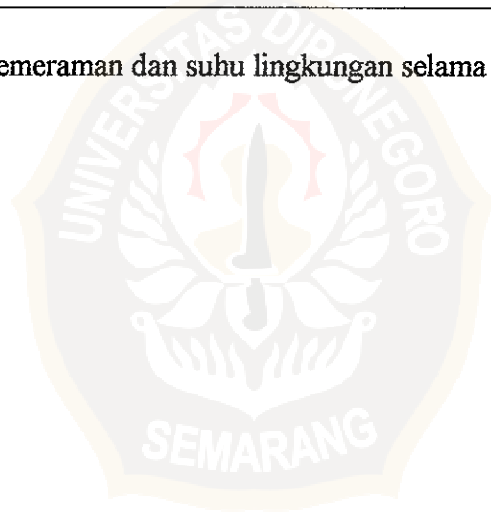 emeraman dan suhu lingkungan selama
UNIVERSITAS DIPONEGORO
SEMARANG